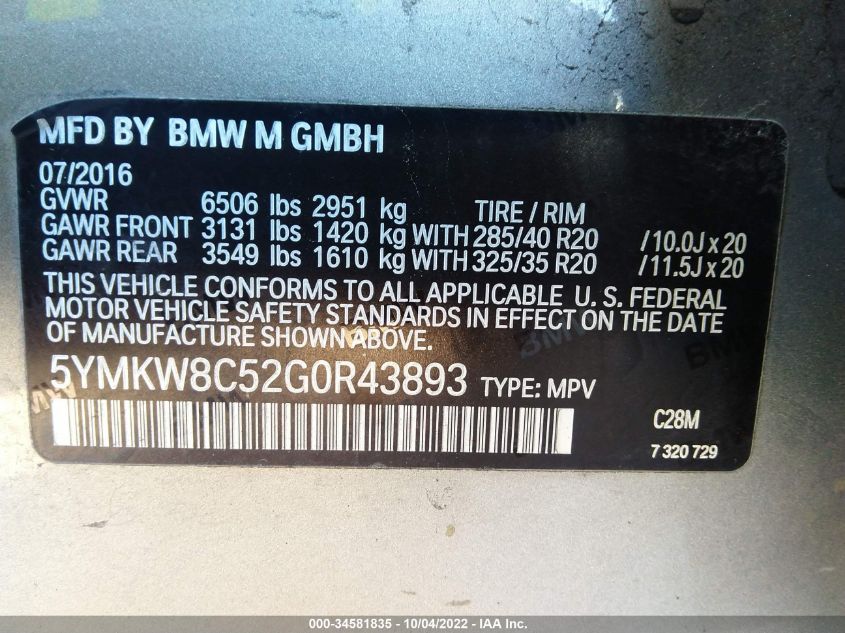 MFD BY BMW M GMBH
07/2016
GVWR 6506 lbs 2951 kg TIRE / RIM
GAWR FRONT 3131 lbs 1420 kg WITH 285/40 R20 /10.0J x 20
GAWR REAR 3549 lbs 1610 kg WITH 325/35 R20 /11.5J x 20
THIS VEHICLE CONFORMS TO ALL APPLICABLE U. S. FEDERAL
MOTOR VEHICLE SAFETY STANDARDS IN EFFECT ON THE DATE
OF MANUFACTURE SHOWN ABOVE.
5YMKW8C52G0R43893 TYPE: MPV
C28M
7 320 729
000-34581835 - 10/04/2022 - IAA Inc.